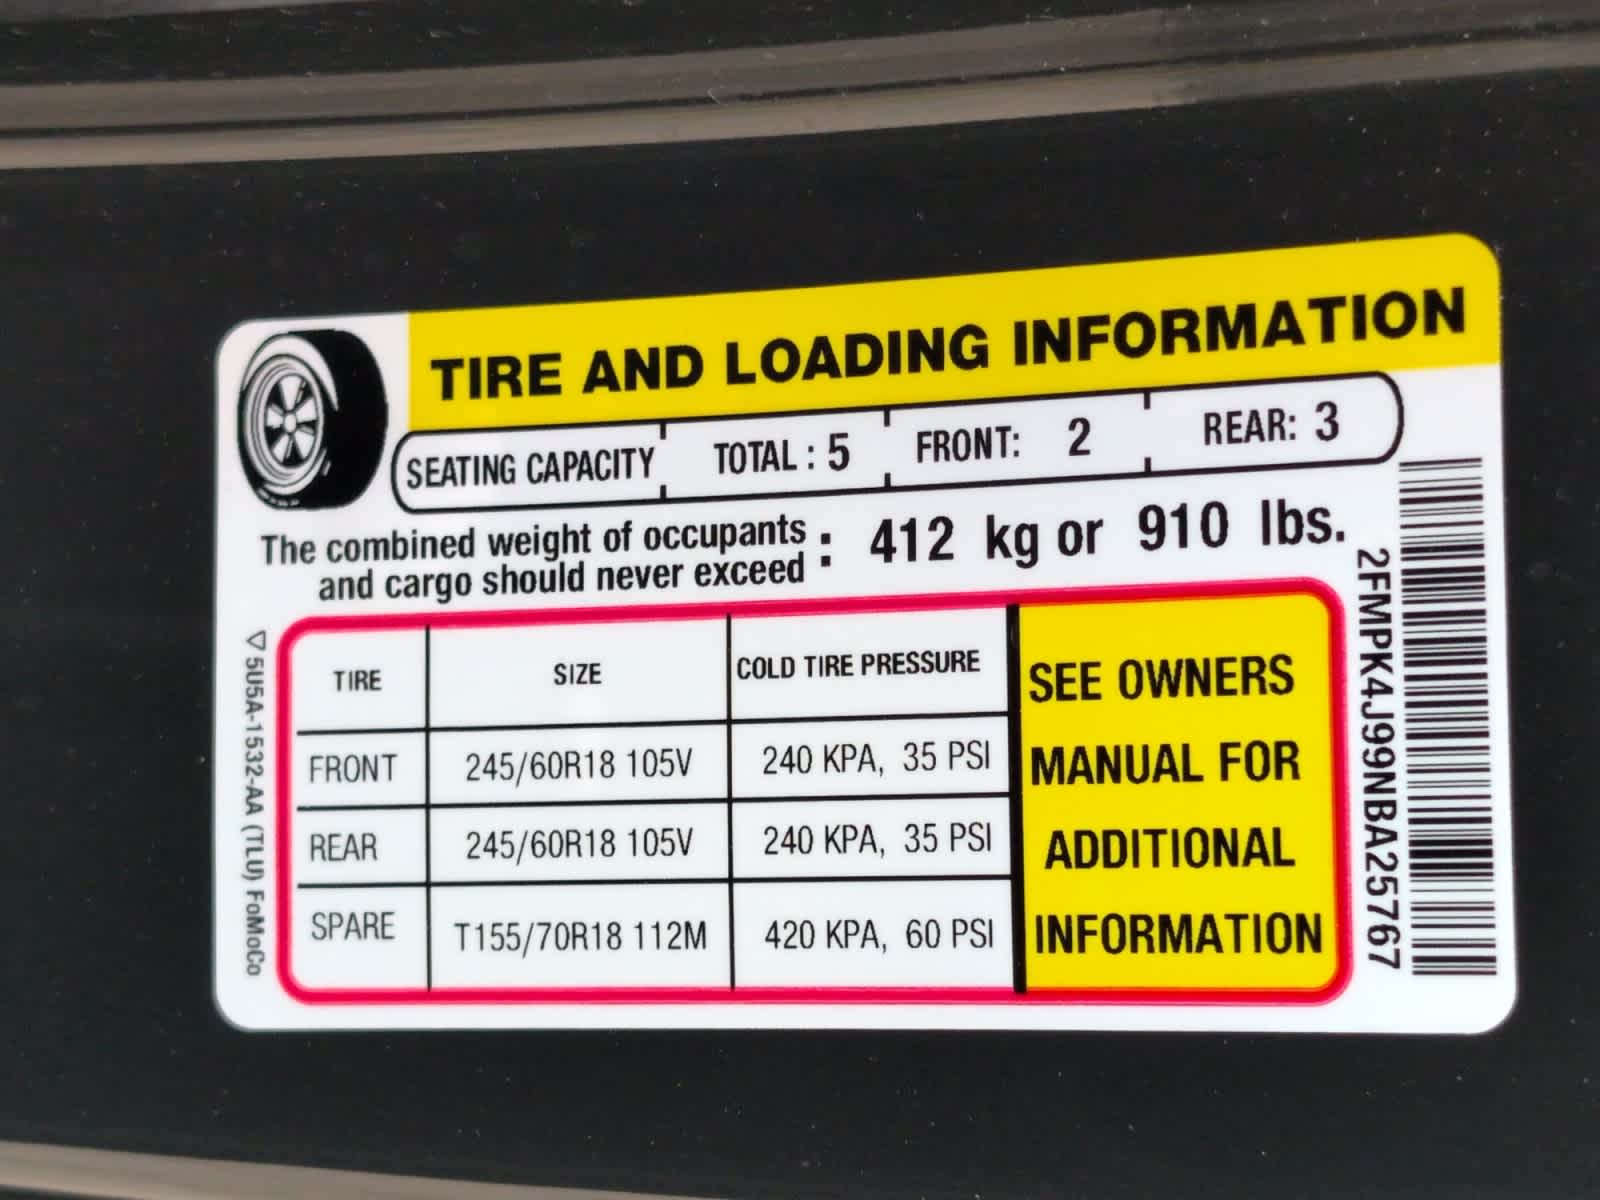 TIRE AND LOADING INFORMATION
SEATING CAPACITY TOTAL : 5 FRONT: 2 REAR: 3
The combined weight of occupants
and cargo should never exceed : 412 kg or 910 lbs.
TIRE SIZE COLD TIRE PRESSURE
FRONT 245/60R18 105V 240 KPA, 35 PSI
REAR 245/60R18 105V 240 KPA, 35 PSI
SPARE T155/70R18 112M 420 KPA, 60 PSI
SEE OWNERS
MANUAL FOR
ADDITIONAL
INFORMATION
5U5A-1532-AA (TLU) FoMoCo
2FMPK4J99NBA25767